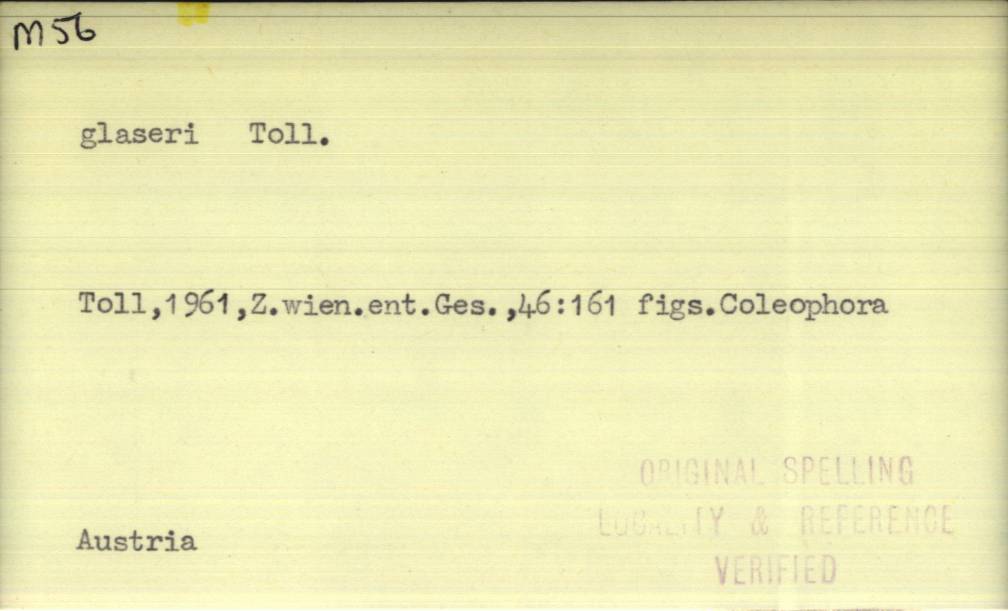 M56
glaseri Toll.
Toll,1961,Z.wien.ent.Ges.,46:161 figs.Coleophora
ORIGINAL SPELLING
LOCALITY & REFERENCE
VERIFIED
Austria